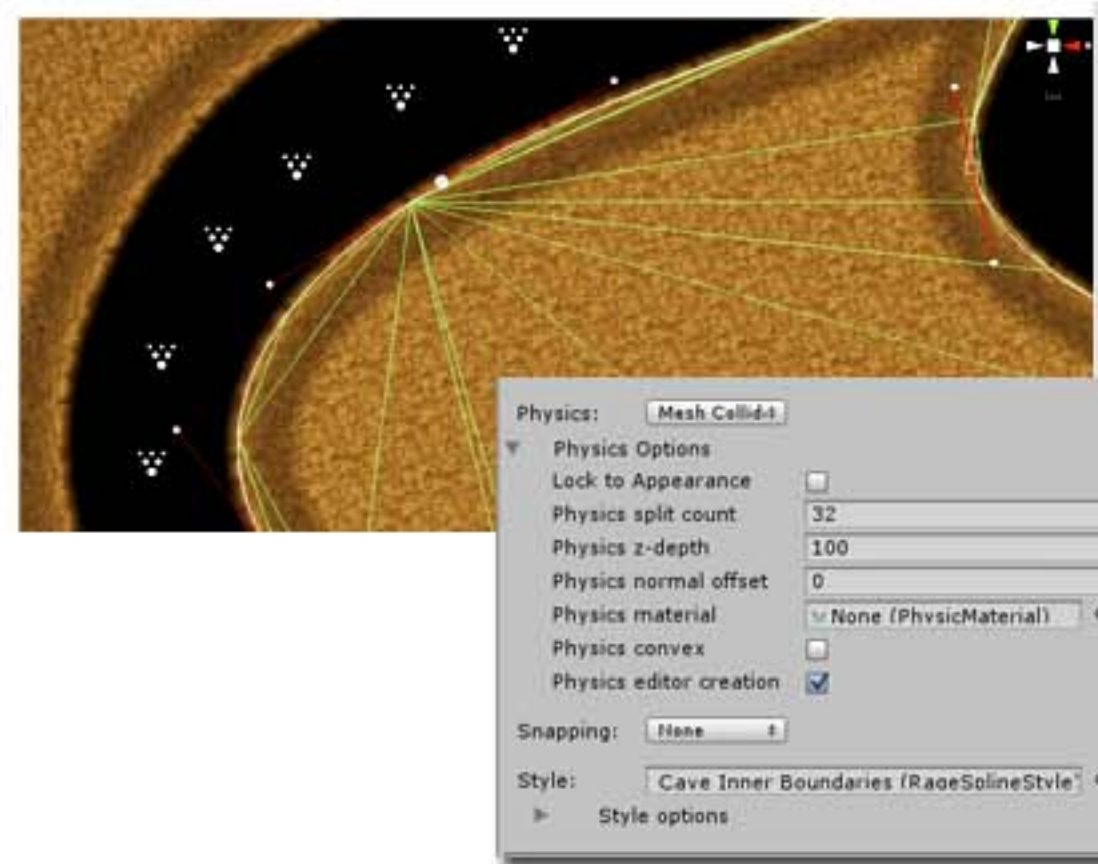 Physics: Mesh Collid
Physics Options
Lock to Appearance
Physics split count 32
Physics z-depth 100
Physics normal offset 0
Physics material None (PhysicMaterial)
Physics convex
Physics editor creation
Snapping: None
Style: Cave Inner Boundaries (RageSplineStyle
Style options